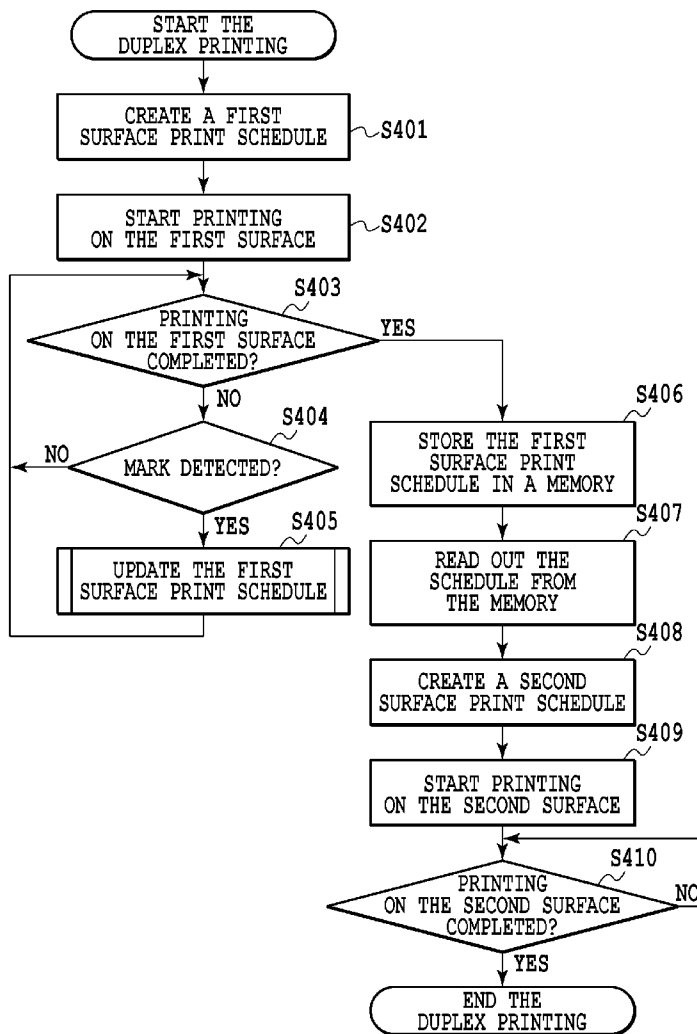 START THE
DUPLEX PRINTING
CREATE A FIRST
SURFACE PRINT SCHEDULE
S401
START PRINTING
ON THE FIRST SURFACE
S402
S403
PRINTING
ON THE FIRST SURFACE
COMPLETED?
YES
NO
S404
MARK DETECTED?
NO
YES
S405
UPDATE THE FIRST
SURFACE PRINT SCHEDULE
S406
STORE THE FIRST
SURFACE PRINT
SCHEDULE IN A MEMORY
S407
READ OUT THE
SCHEDULE FROM
THE MEMORY
S408
CREATE A SECOND
SURFACE PRINT SCHEDULE
S409
START PRINTING
ON THE SECOND SURFACE
S410
PRINTING
ON THE SECOND SURFACE
COMPLETED?
NO
YES
END THE
DUPLEX PRINTING